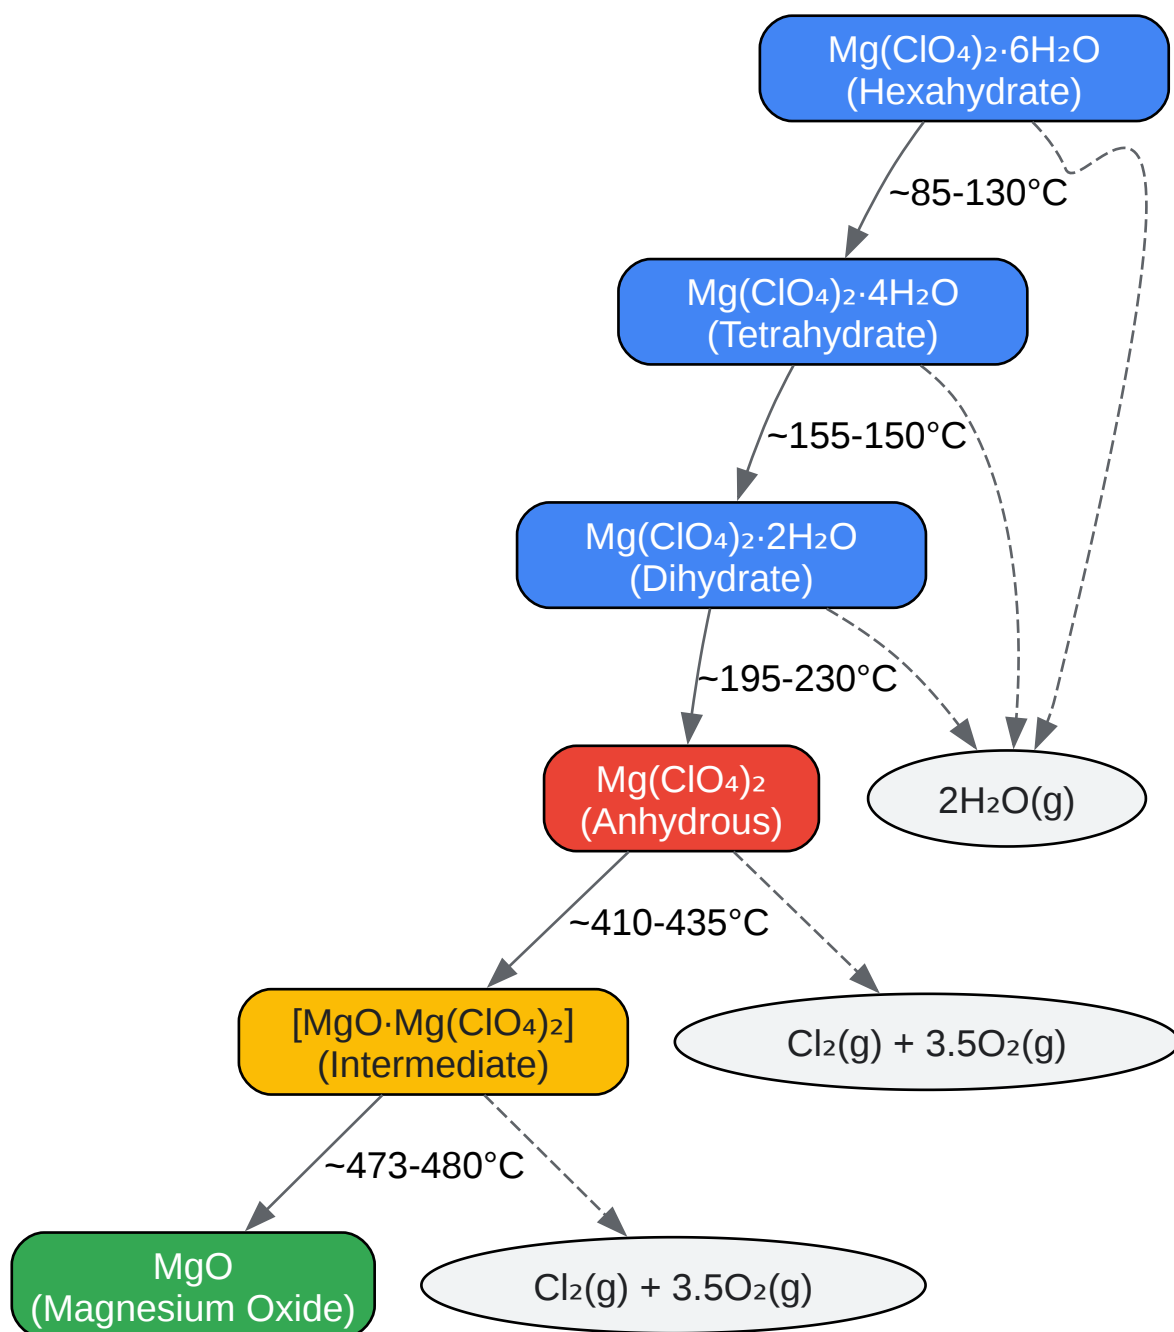 Mg(ClO₄)₂·6H₂O
(Hexahydrate)
~85-130°C
Mg(ClO₄)₂·4H₂O
(Tetrahydrate)
~155-150°C
Mg(ClO₄)₂·2H₂O
(Dihydrate)
~195-230°C
Mg(ClO₄)₂
(Anhydrous)
2H₂O(g)
~410-435°C
[MgO·Mg(ClO₄)₂]
(Intermediate)
Cl₂(g) + 3.5O₂(g)
~473-480°C
MgO
(Magnesium Oxide)
Cl₂(g) + 3.5O₂(g)